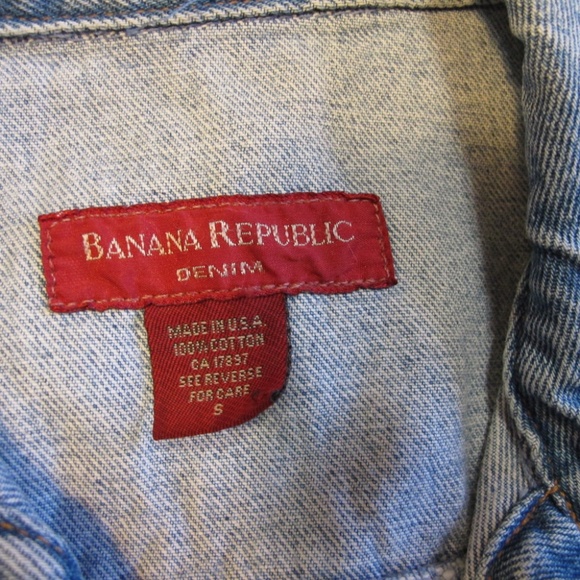 BANANA REPUBLIC
DENIM
MADE IN U.S.A.
100% COTTON
CA 17897
SEE REVERSE
FOR CARE
S